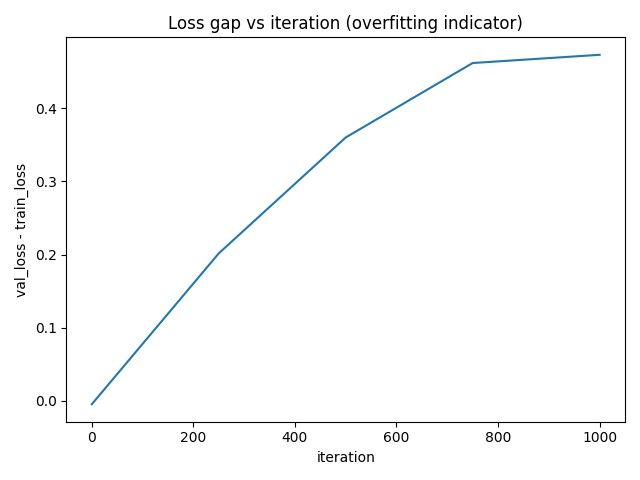 Loss gap vs iteration (overfitting indicator)
val_loss - train_loss
0.4
0.3
0.2
0.1
0.0
0 200 400 600 800 1000
iteration